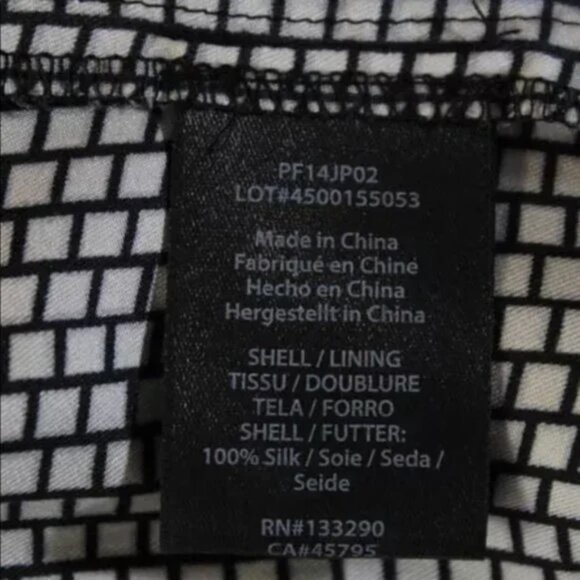 PF14JP02
LOT#4500155053
Made in China
Fabriqué en Chine
Hecho en China
Hergestellt in China
SHELL / LINING
TISSU / DOUBLURE
TELA / FORRO
SHELL / FUTTER:
100% Silk / Soie / Seda /
Seide
RN#133290
CA#45795